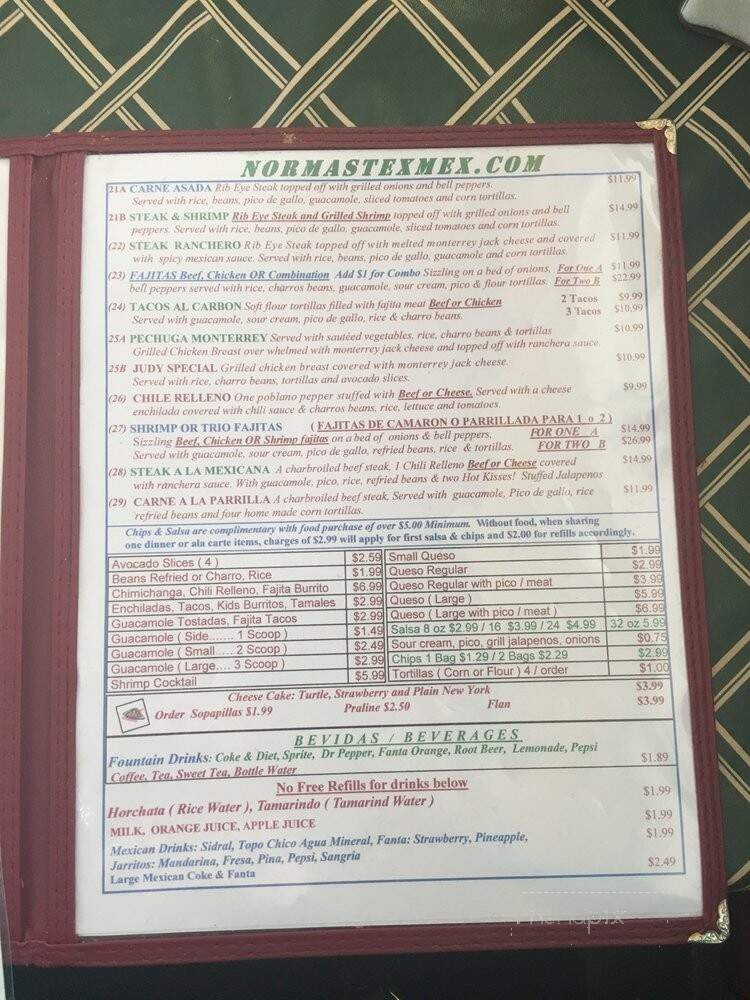 NORMASTEXMEX.COM
21A CARNE ASADA Rib Eye Steak topped off with grilled onions and bell peppers. $11.99
Served with rice, beans, pico de gallo, guacamole, sliced tomatoes and corn tortillas.
21B STEAK & SHRIMP Rib Eye Steak and Grilled Shrimp topped off with grilled onions and bell $14.99
peppers. Served with rice, beans, pico de gallo, guacamole, sliced tomatoes and corn tortillas.
(22) STEAK RANCHERO Rib Eye Steak topped off with melted monterrey jack cheese and covered $11.99
with spicy mexican sauce. Served with rice, beans, pico de gallo, guacamole and corn tortillas.
(23) FAJITAS Beef, Chicken OR Combination Add $1 for Combo Sizzling on a bed of onions, For One A $11.99
bell peppers served with rice, charros beans, guacamole, sour cream, pico & flour tortillas. For Two B $22.99
(24) TACOS AL CARBON Soft flour tortillas filled with fajita meat Beef or Chicken 2 Tacos $9.99
Served with guacamole, sour cream, pico de gallo, rice & charro beans. 3 Tacos $10.99
25A PECHUGA MONTERREY Served with sautéed vegetables, rice, charro beans & tortillas $10.99
Grilled Chicken Breast over whelmed with monterrey jack cheese and topped off with ranchera sauce.
25B JUDY SPECIAL Grilled chicken breast covered with monterrey jack cheese. $10.99
Served with rice, charro beans, tortillas and avocado slices.
(26) CHILE RELLENO One poblano pepper stuffed with Beef or Cheese. Served with a cheese $9.99
enchilada covered with chili sauce & charros beans, rice, lettuce and tomatoes.
(27) SHRIMP OR TRIO FAJITAS (FAJITAS DE CAMARON O PARRILLADA PARA 1 o 2)
Sizzling Beef, Chicken OR Shrimp fajitas on a bed of onions & bell peppers, FOR ONE A $14.99
Served with guacamole, sour cream, pico de gallo, refried beans, rice & tortillas. FOR TWO B $26.99
(28) STEAK A LA MEXICANA A charbroiled beef steak, 1 Chili Relleno Beef or Cheese covered $14.99
with ranchera sauce. With guacamole, pico, rice, refried beans & two Hot Kisses! Stuffed Jalapenos
(29) CARNE A LA PARRILLA A charbroiled beef steak, Served with guacamole, Pico de gallo, rice $11.99
refried beans and four home made corn tortillas.
Chips & Salsa are complimentary with food purchase of over $5.00 Minimum. Without food, when sharing
one dinner or ala carte items, charges of $2.99 will apply for first salsa & chips and $2.00 for refills accordingly.
Avocado Slices ( 4 ) $2.59 Small Queso $1.99
Beans Refried or Charro, Rice $1.99 Queso Regular $2.99
Chimichanga, Chili Relleno, Fajita Burrito $6.99 Queso Regular with pico / meat $3.99
Enchiladas, Tacos, Kids Burritos, Tamales $2.99 Queso ( Large ) $5.99
Guacamole Tostadas, Fajita Tacos $2.99 Queso ( Large with pico / meat ) $6.99
Guacamole ( Side....... 1 Scoop ) $1.49 Salsa 8 oz $2.99 / 16 $3.99 / 24 $4.99 32 oz 5.99
Guacamole ( Small..... 2 Scoop ) $2.49 Sour cream, pico, grill jalapenos, onions $0.75
Guacamole ( Large.... 3 Scoop ) $2.99 Chips 1 Bag $1.29 / 2 Bags $2.29 $2.99
Shrimp Cocktail $5.99 Tortillas ( Corn or Flour ) 4 / order $1.00
Cheese Cake: Turtle, Strawberry and Plain New York $3.99
Order Sopapillas $1.99 Praline $2.50 Flan $3.99
BEVIDAS / BEVERAGES
Fountain Drinks: Coke & Diet, Sprite, Dr Pepper, Fanta Orange, Root Beer, Lemonade, Pepsi $1.89
Coffee, Tea, Sweet Tea, Bottle Water
No Free Refills for drinks below
Horchata ( Rice Water ), Tamarindo ( Tamarind Water ) $1.99
MILK, ORANGE JUICE, APPLE JUICE $1.99
Mexican Drinks: Sidral, Topo Chico Agua Mineral, Fanta: Strawberry, Pineapple, $1.99
Jarritos: Mandarina, Fresa, Pina, Pepsi, Sangria
Large Mexican Coke & Fanta $2.49